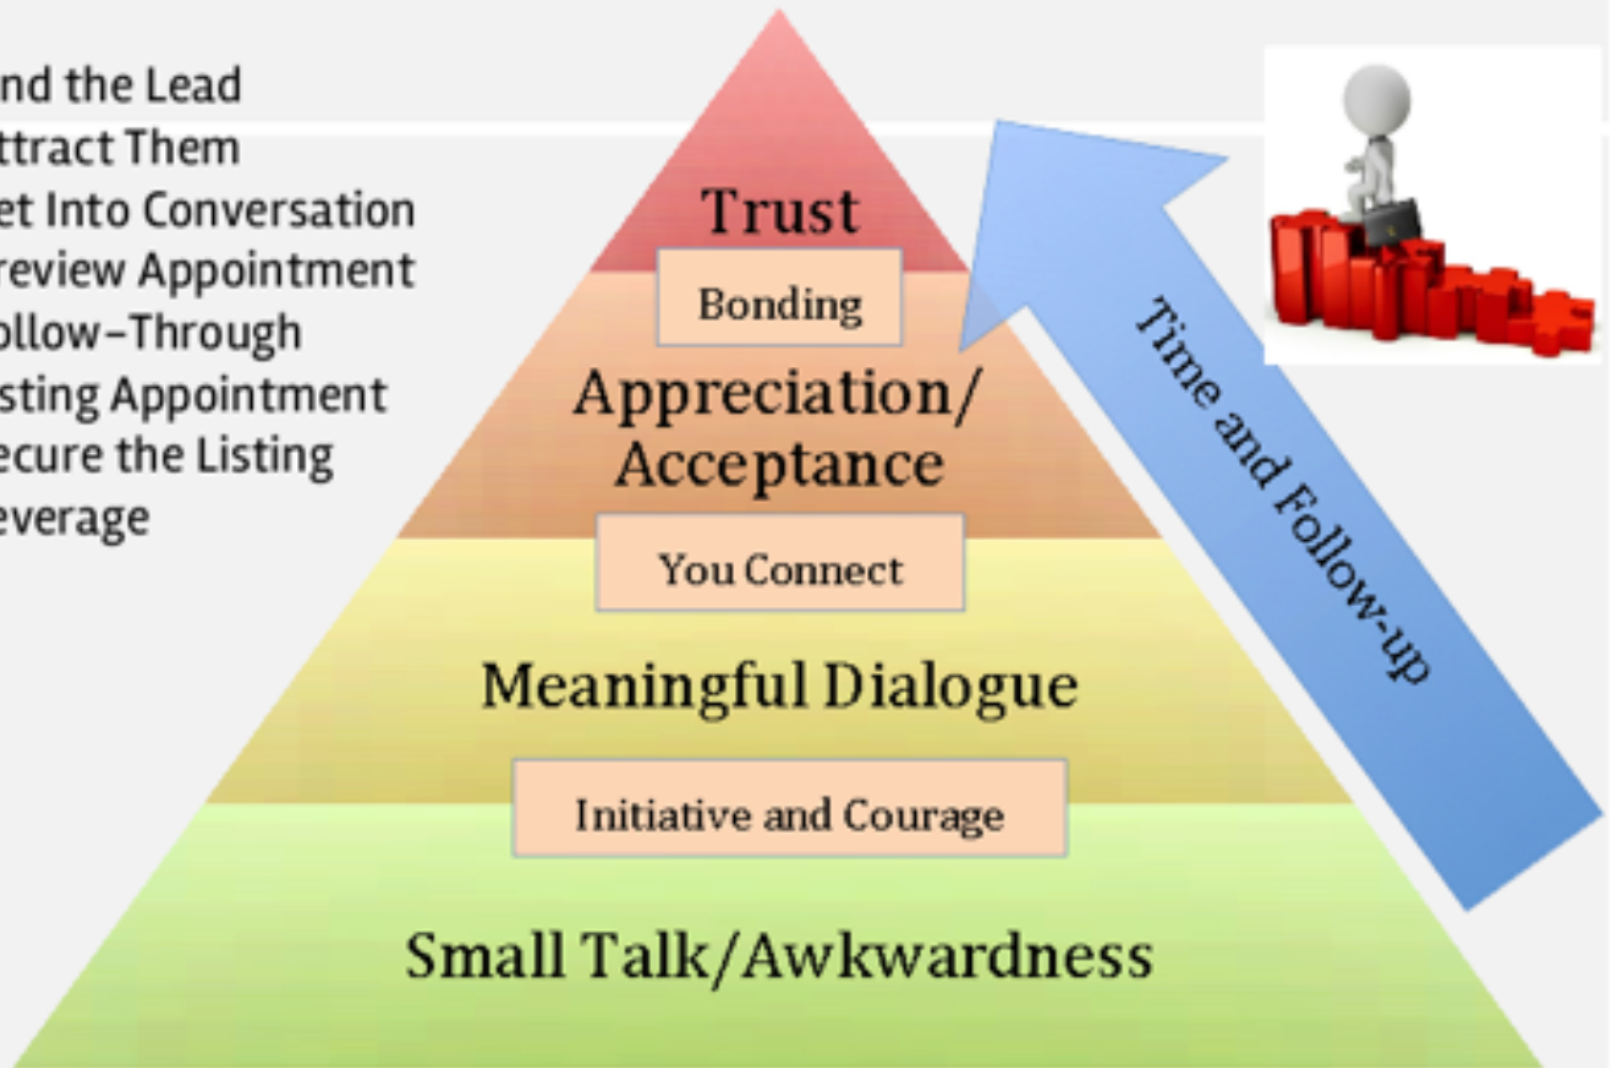 nd the Lead
ttract Them
et Into Conversation
review Appointment
ollow-Through
sting Appointment
ecure the Listing
everage
Trust
Bonding
Appreciation/
Acceptance
You Connect
Meaningful Dialogue
Initiative and Courage
Small Talk/Awkwardness
Time and Follow-up